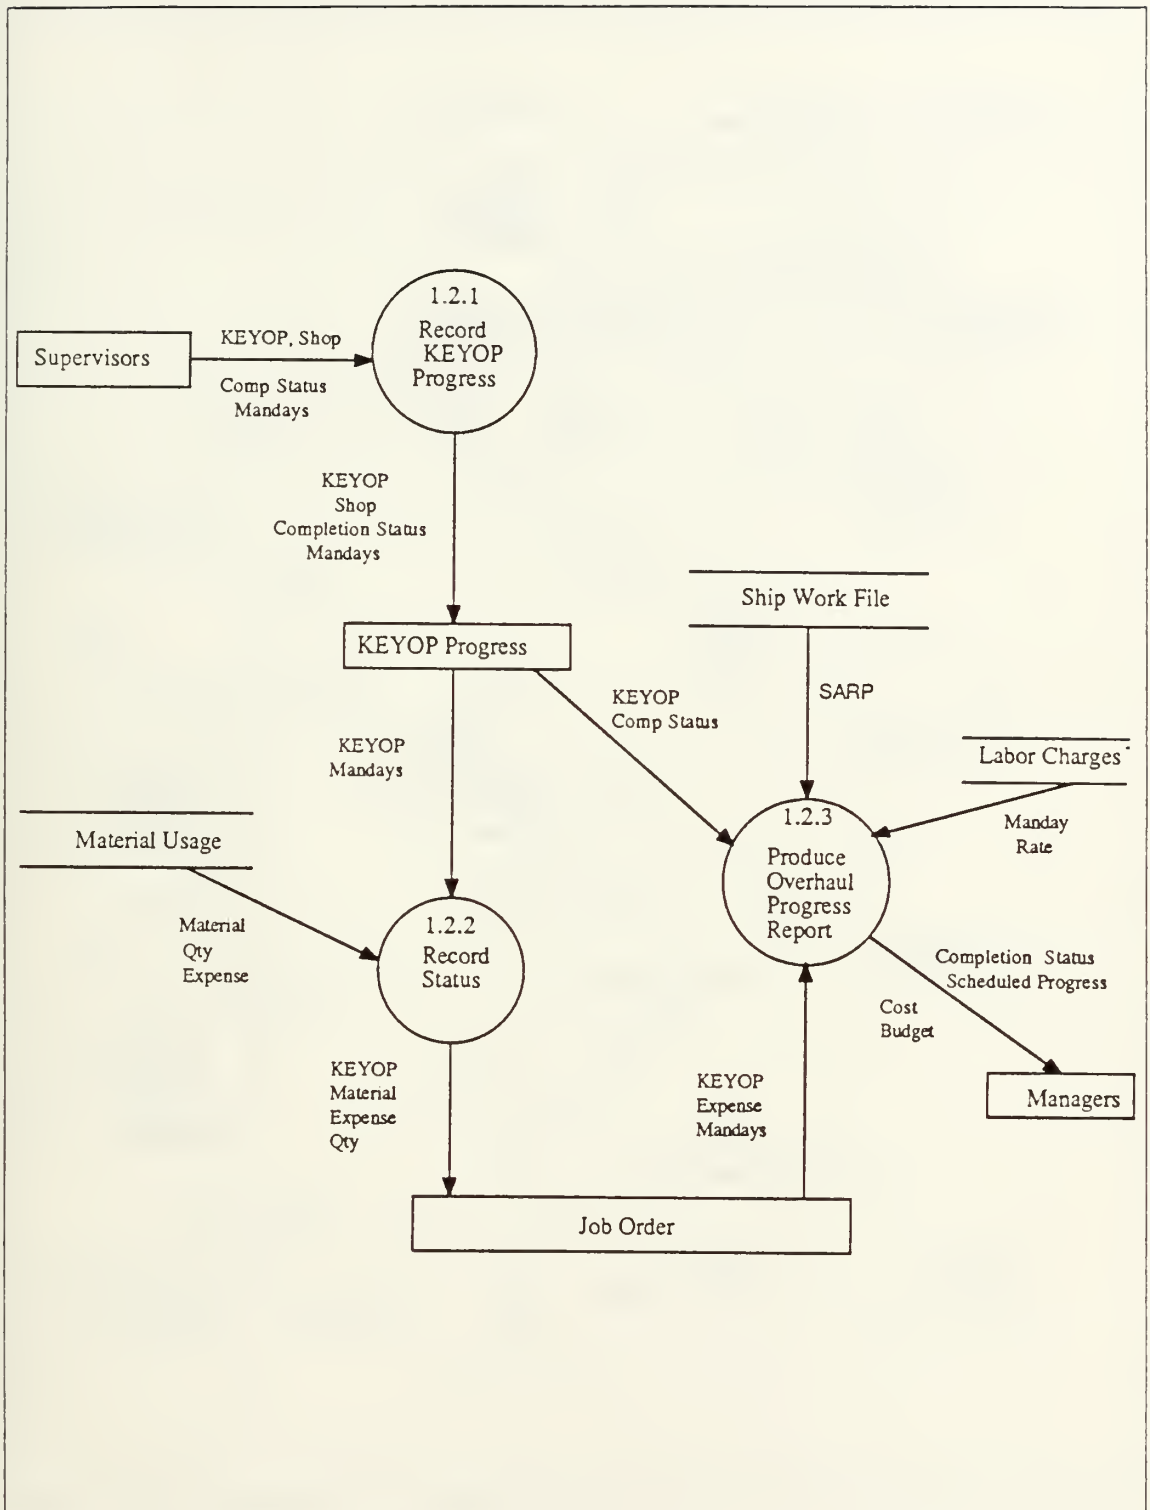 1.2.1
Record
KEYOP
Progress
Supervisors
KEYOP, Shop
Comp Status
Mandays
KEYOP
Shop
Completion Status
Mandays
Ship Work File
KEYOP Progress
SARP
KEYOP
Comp Status
KEYOP
Mandays
Labor Charges
Manday
Rate
Material Usage
1.2.3
Produce
Overhaul
Progress
Report
Material
Qty
Expense
1.2.2
Record
Status
Completion Status
Scheduled Progress
Cost
Budget
KEYOP
Material
Expense
Qty
KEYOP
Expense
Mandays
Managers
Job Order